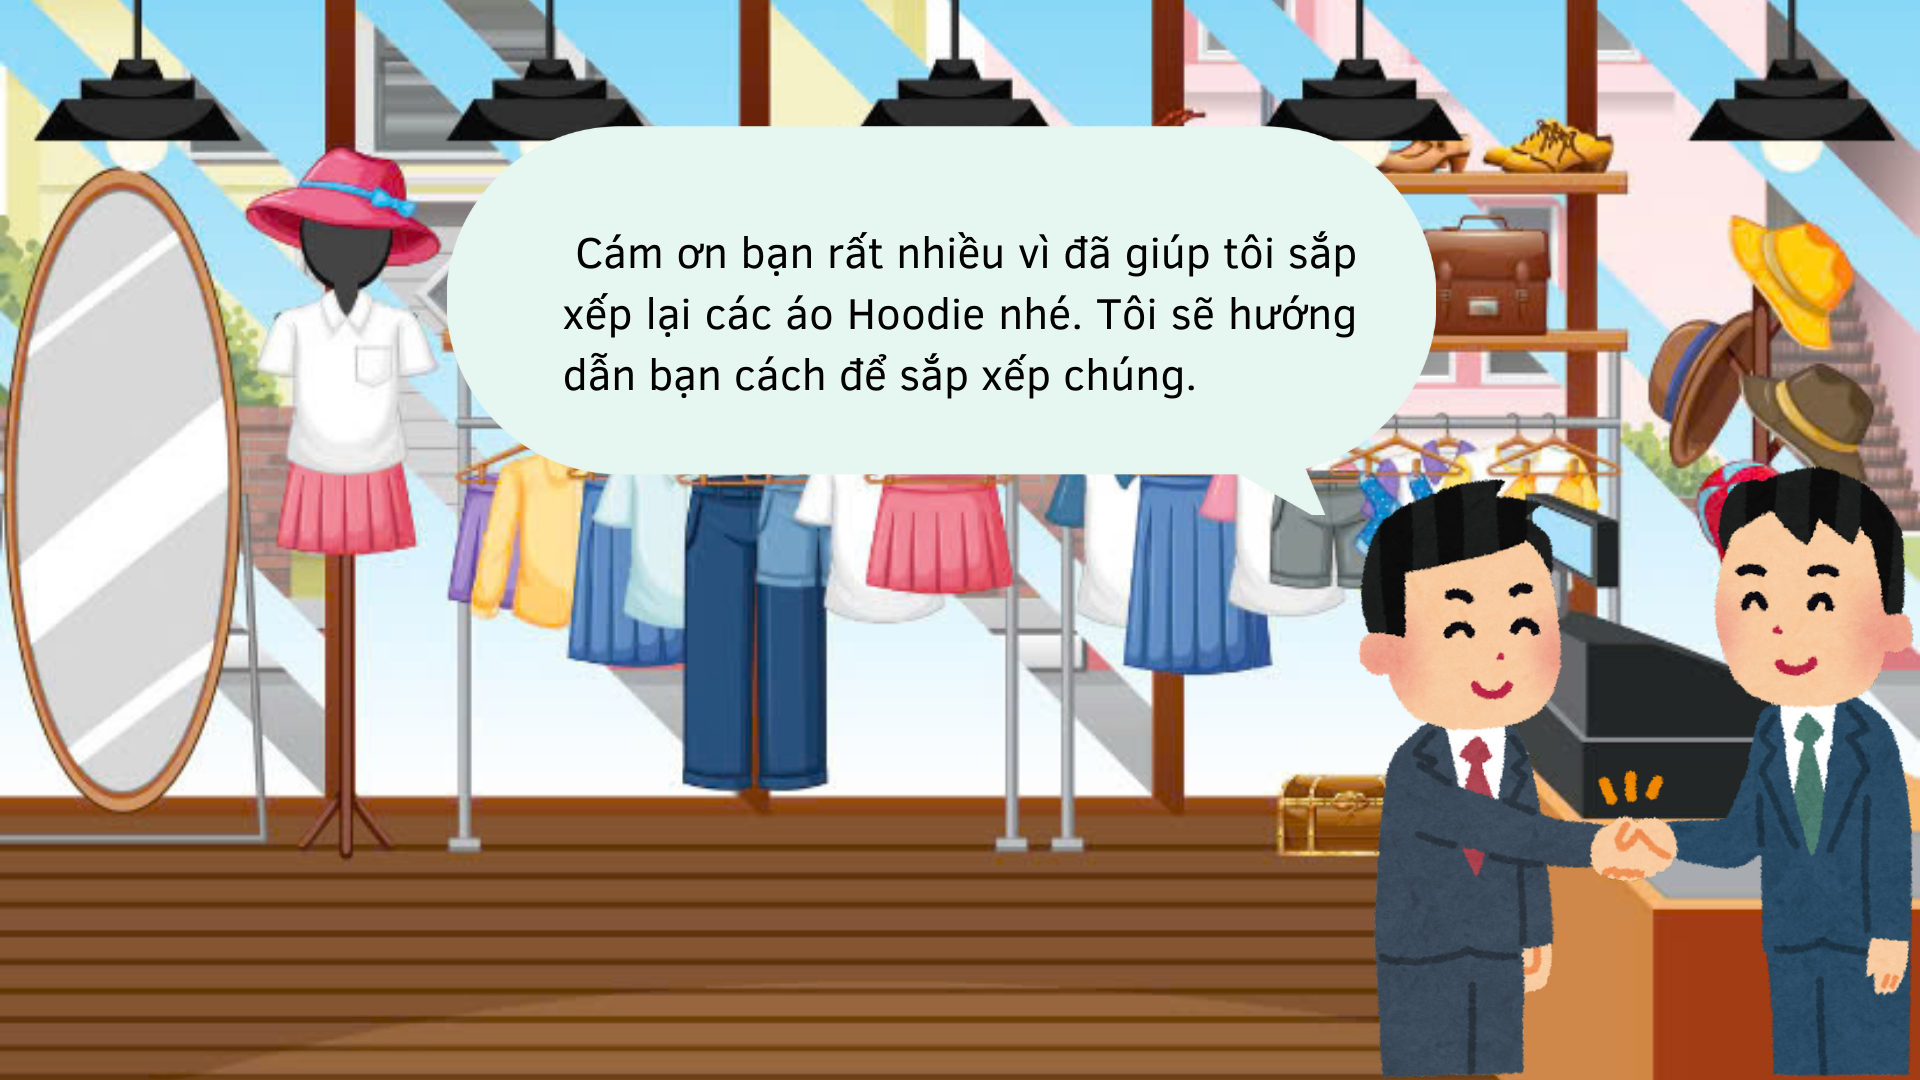 Cám ơn bạn rất nhiều vì đã giúp tôi sắp
xếp lại các áo Hoodie nhé. Tôi sẽ hướng
dẫn bạn cách để sắp xếp chúng.